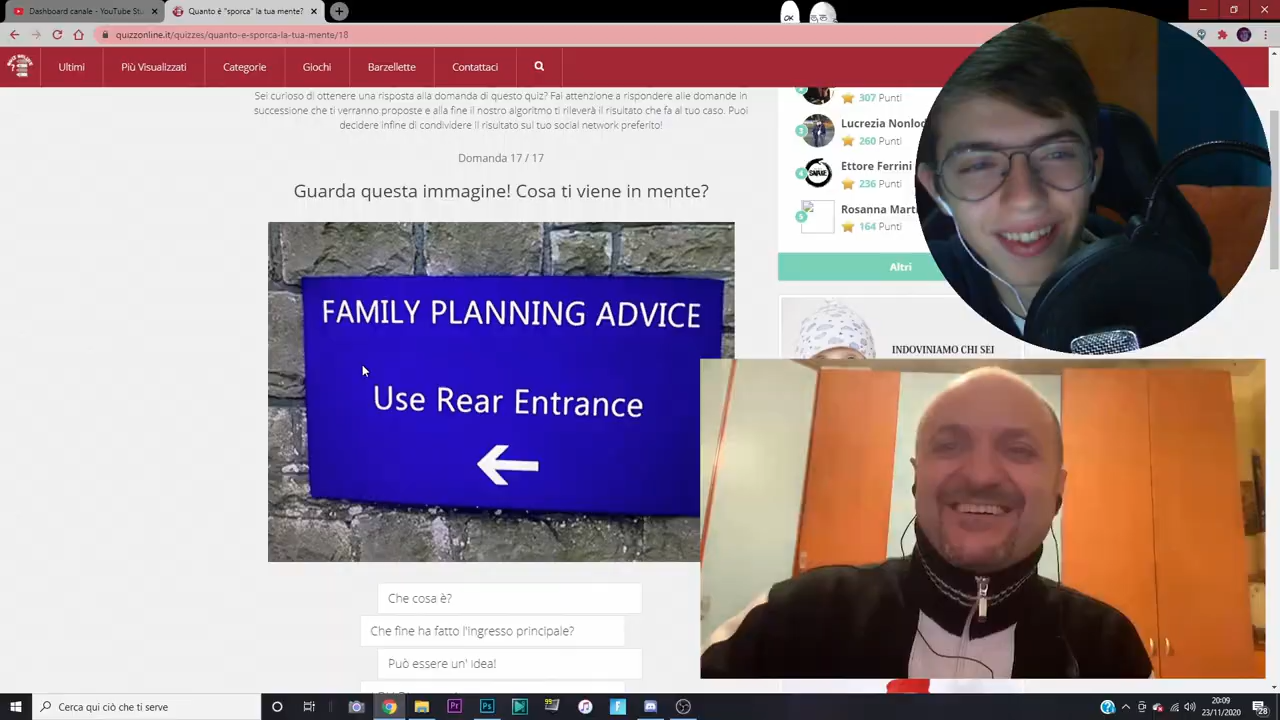 Dashboard canale - YouTube Stu
Quanto è "sporca" la tua mente?
quizzonline.it/quizzes/quanto-e-sporca-la-tua-mente/18
Ultimi
Più Visualizzati
Categorie
Giochi
Barzellette
Contattaci
Sei curioso di ottenere una risposta alla domanda di questo quiz? Fai attenzione a rispondere alle domande in
successione che ti verranno proposte e alla fine il nostro algoritmo ti rileverà il risultato che fa al tuo caso. Puoi
decidere infine di condividere il risultato sul tuo social network preferito!
Domanda 17 / 17
Guarda questa immagine! Cosa ti viene in mente?
FAMILY PLANNING ADVICE
Use Rear Entrance
Che cosa è?
Che fine ha fatto l'ingresso principale?
Può essere un' idea!
307 Punti
3
Lucrezia Nonlod
260 Punti
4
Ettore Ferrini
236 Punti
5
Rosanna Mart
164 Punti
Altri
INDOVINIAMO CHI SEI
Cerca qui ciò che ti serve
20:09
23/11/2020
28